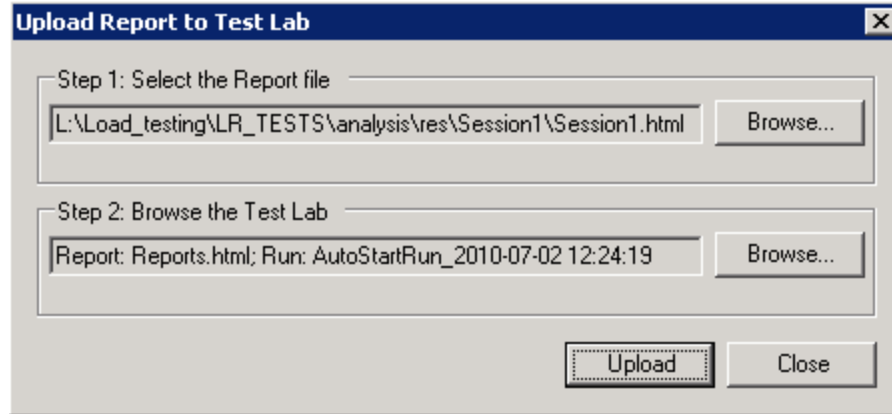 Upload Report to Test Lab
Step 1: Select the Report file
L:\Load_testing\LR_TESTS\analysis\res\Session1\Session1.html
Browse...
Step 2: Browse the Test Lab
Report: Reports.html; Run: AutoStartRun_2010-07-02 12:24:19
Browse...
Upload
Close